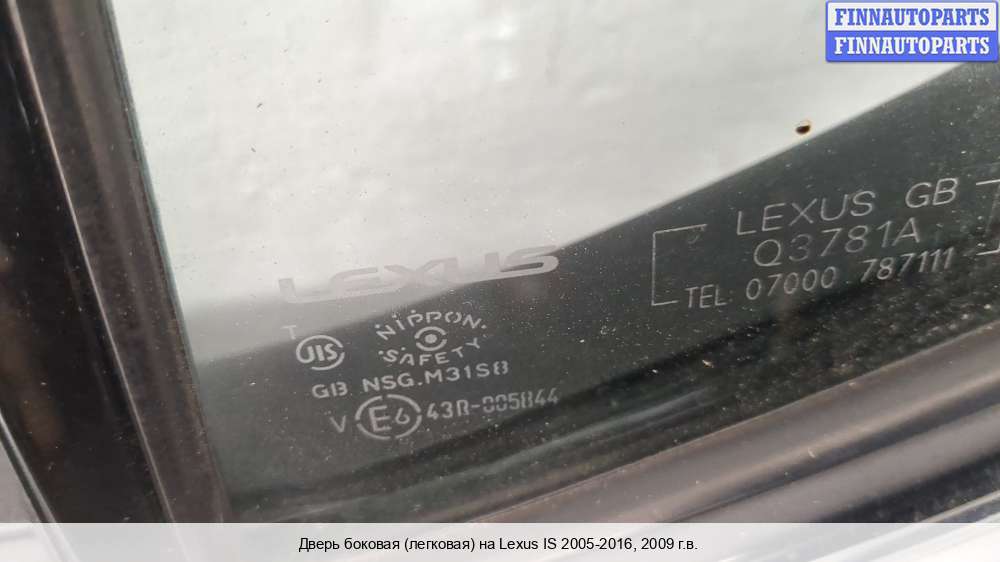 FINNAUTOPARTS
FINNAUTOPARTS
LEXUS GB
Q3781A
TEL 07000 787111
LEXUS
T
JIS
NIPPON
SAFETY
GB NSG.M31S8
V E6 43R-005844
Дверь боковая (легковая) на Lexus IS 2005-2016, 2009 г.в.